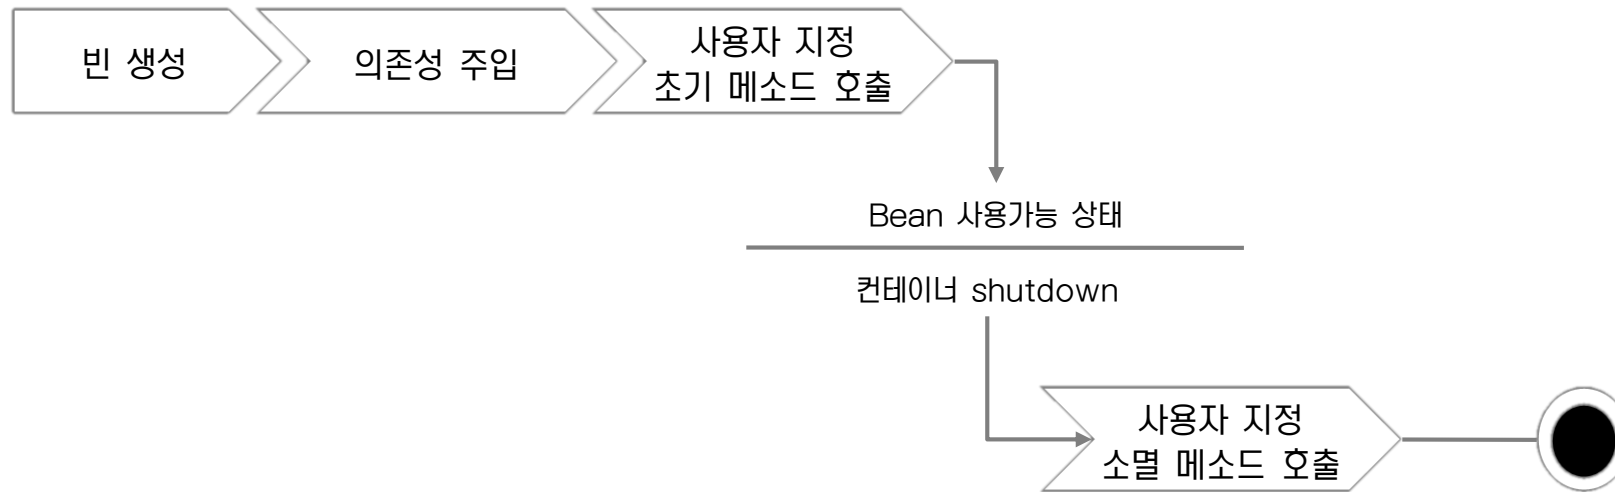 빈 생성
의존성 주입
사용자 지정
초기 메소드 호출
Bean 사용가능 상태
컨테이너 shutdown
사용자 지정
소멸 메소드 호출